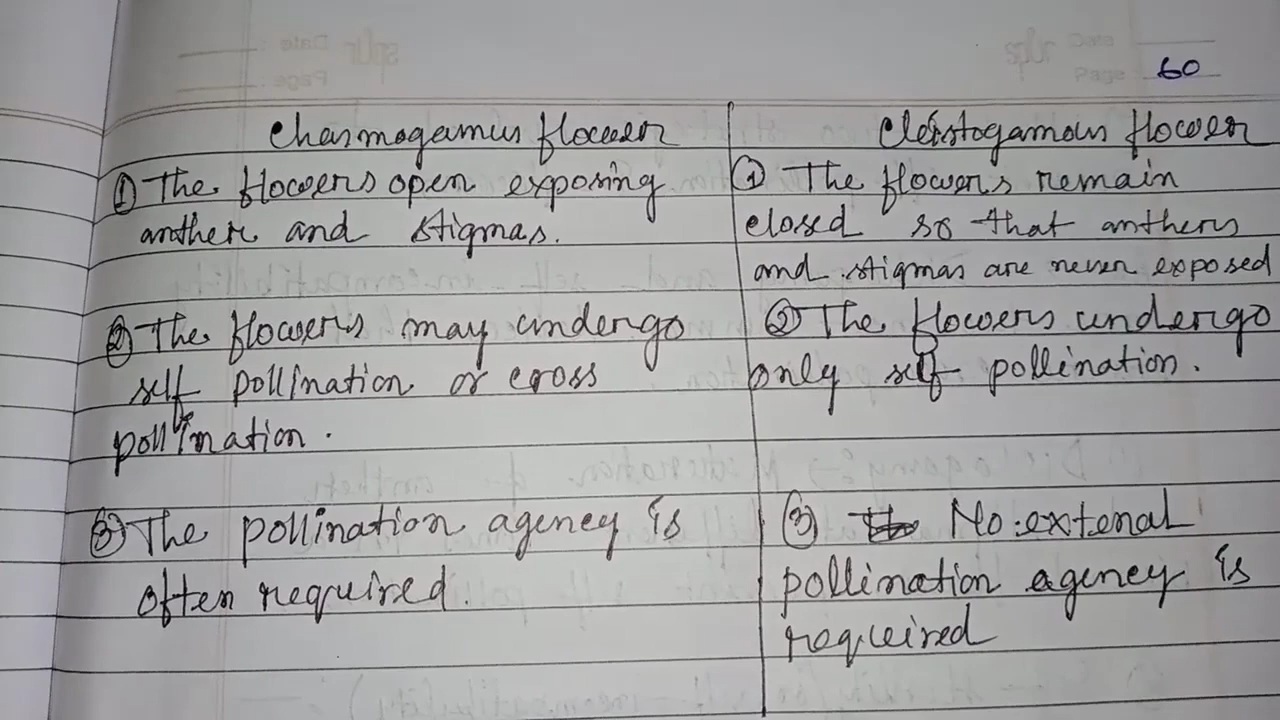 60
Chasmogamus flower
① The flowers open exposing
anther and stigmas.
② The flowers may undergo
self pollination or cross
pollination.
③ The pollination agency is
often required.
Cleistogamous flower
① The flowers remain
closed so that anthers
and stigmas are never exposed
② The flowers undergo
only self pollination.
③ No extenal
pollination agency is
required